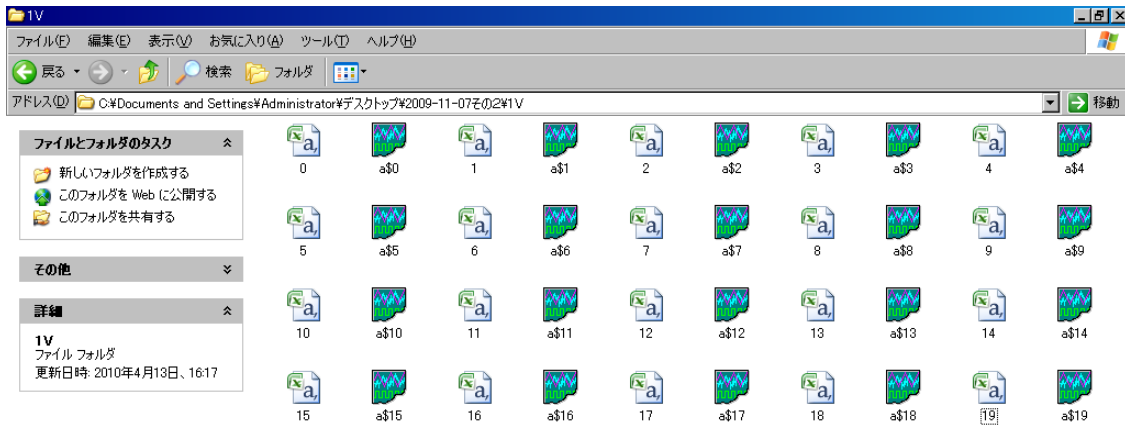 1V
ファイル(F) 編集(E) 表示(V) お気に入り(A) ツール(T) ヘルプ(H)
戻る 検索 フォルダ
アドレス(D) C:¥Documents and Settings¥Administrator¥デスクトップ¥2009-11-07その2¥1V 移動
ファイルとフォルダのタスク
新しいフォルダを作成する
このフォルダを Web に公開する
このフォルダを共有する
その他
詳細
1V
ファイル フォルダ
更新日時: 2010年4月13日、16:17
0 a$0 1 a$1 2 a$2 3 a$3 4 a$4
5 a$5 6 a$6 7 a$7 8 a$8 9 a$9
10 a$10 11 a$11 12 a$12 13 a$13 14 a$14
15 a$15 16 a$16 17 a$17 18 a$18 19 a$19